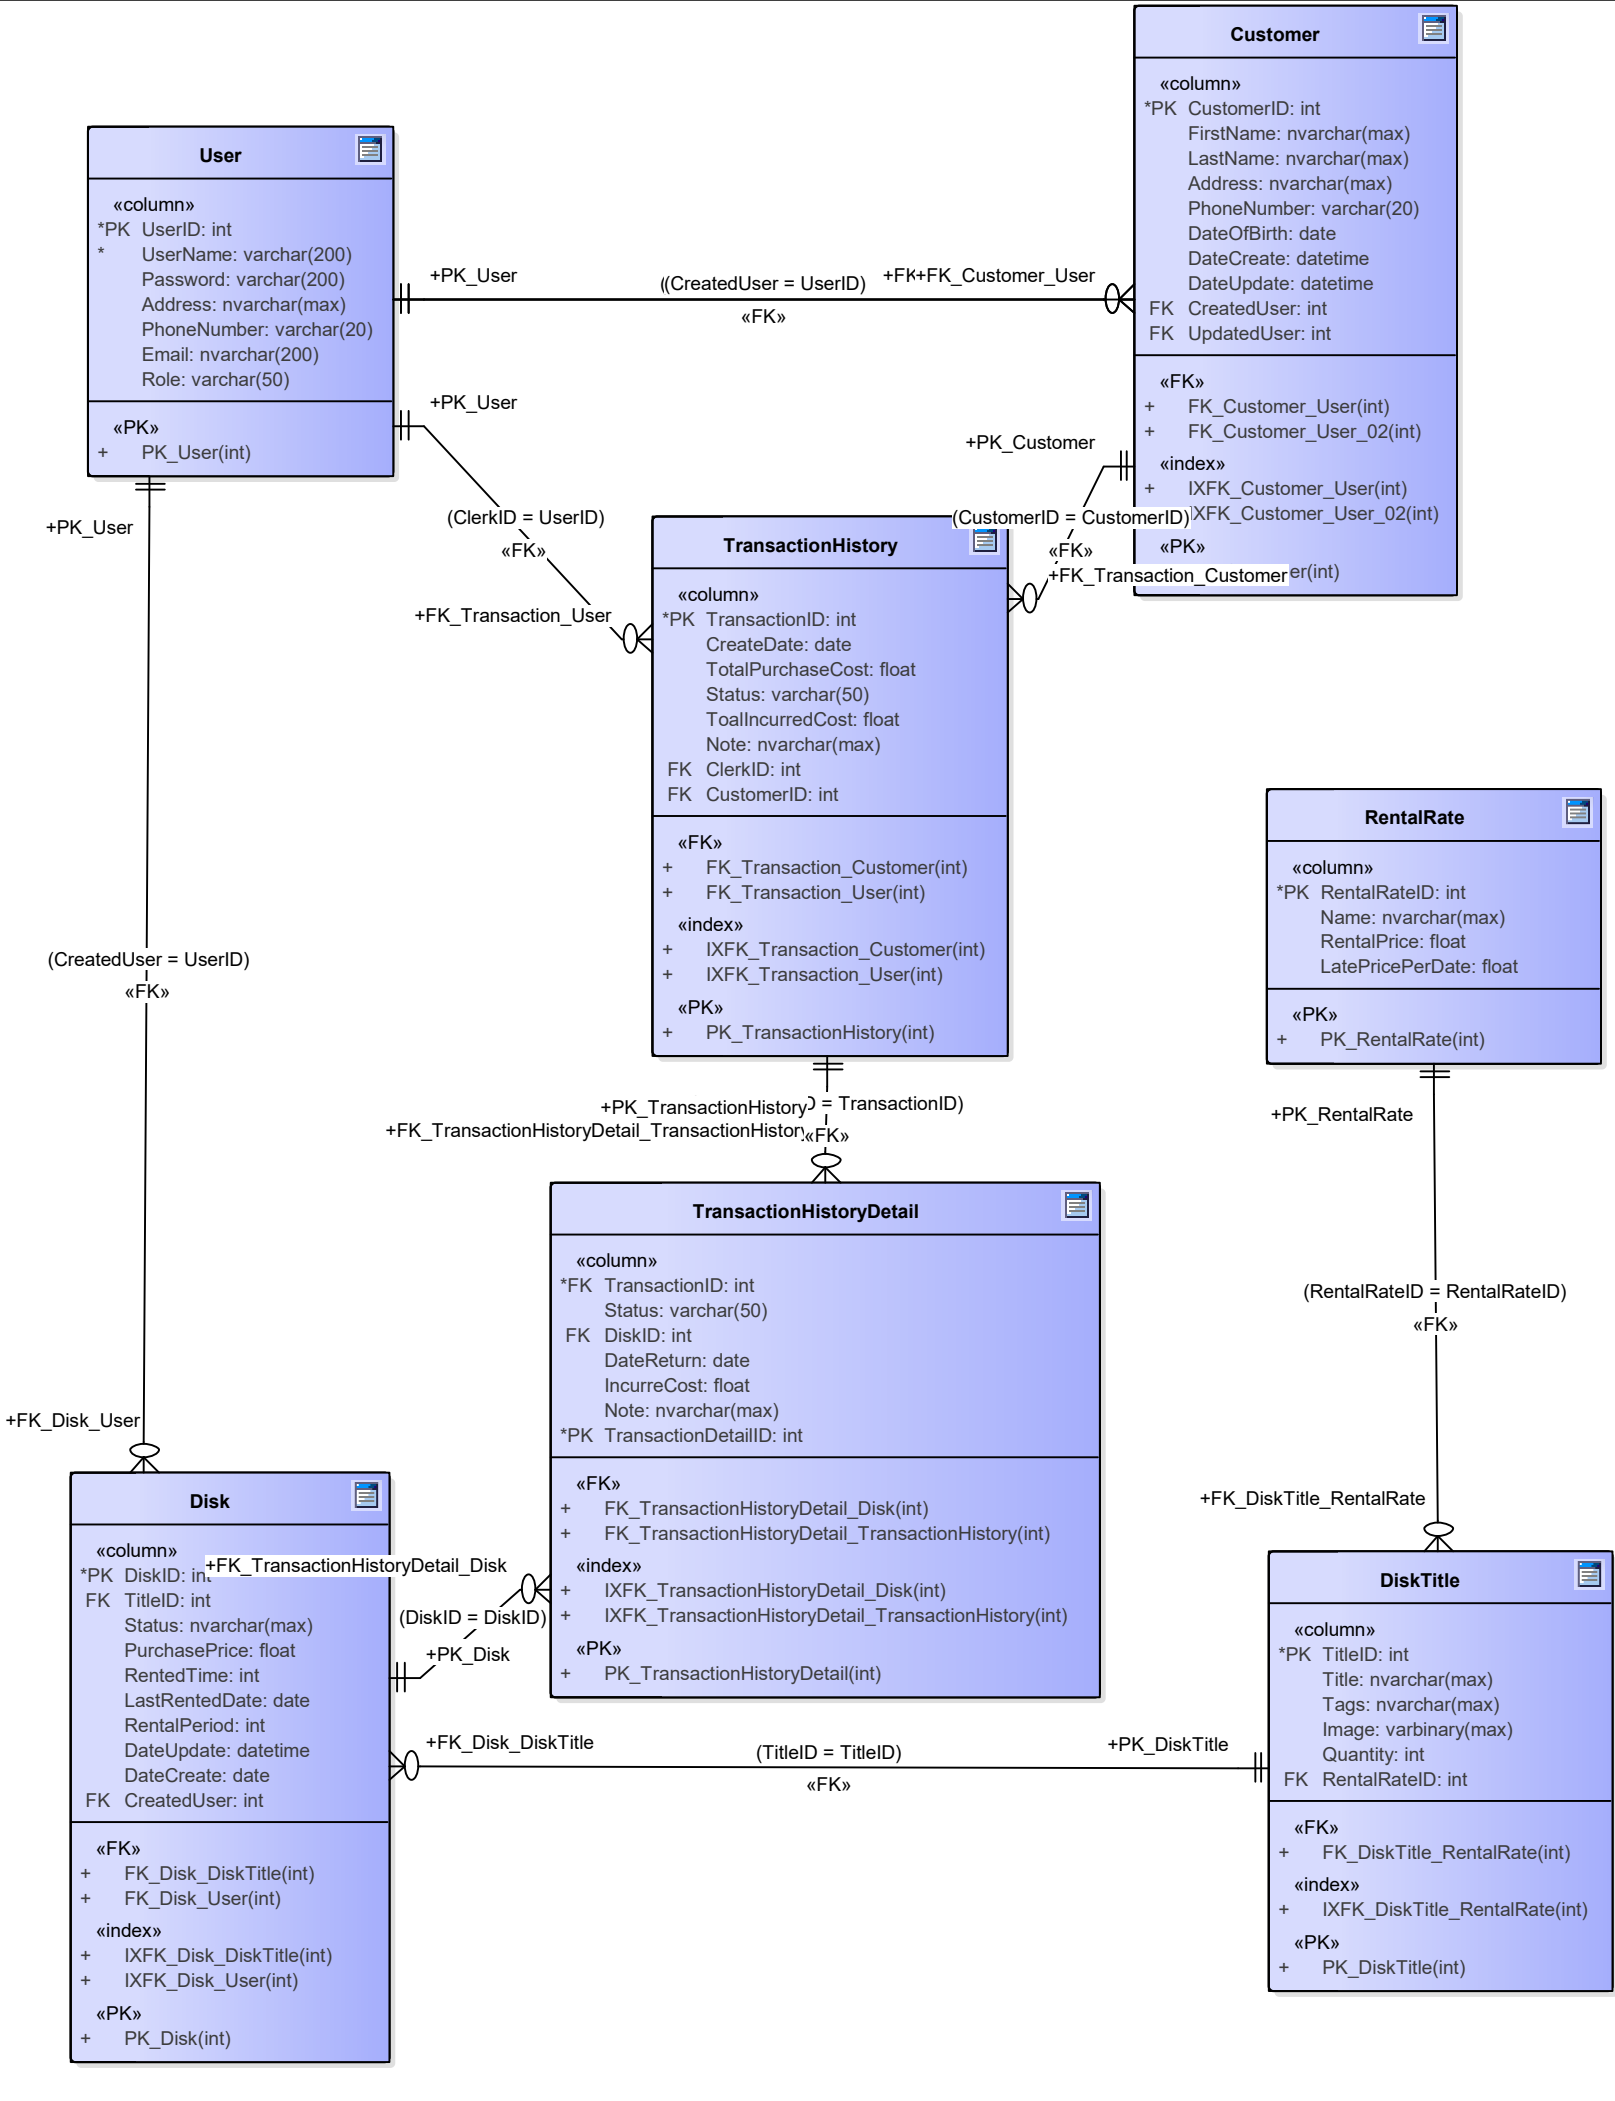 Customer
«column»
*PK CustomerID: int
FirstName: nvarchar(max)
LastName: nvarchar(max)
Address: nvarchar(max)
PhoneNumber: varchar(20)
DateOfBirth: date
DateCreate: datetime
DateUpdate: datetime
FK CreatedUser: int
FK UpdatedUser: int
«FK»
+ FK_Customer_User(int)
+ FK_Customer_User_02(int)
«index»
+ IXFK_Customer_User(int)
XFK_Customer_User_02(int)
«PK»
er(int)
User
«column»
*PK UserID: int
* UserName: varchar(200)
Password: varchar(200)
Address: nvarchar(max)
PhoneNumber: varchar(20)
Email: nvarchar(200)
Role: varchar(50)
«PK»
+ PK_User(int)
+PK_User
((CreatedUser = UserID)
«FK»
+FK+FK_Customer_User
+PK_User
(ClerkID = UserID)
«FK»
+FK_Transaction_User
+PK_Customer
(CustomerID = CustomerID)
«FK»
+FK_Transaction_Customer
+PK_User
(CreatedUser = UserID)
«FK»
+FK_Disk_User
TransactionHistory
«column»
*PK TransactionID: int
CreateDate: date
TotalPurchaseCost: float
Status: varchar(50)
ToalIncurredCost: float
Note: nvarchar(max)
FK ClerkID: int
FK CustomerID: int
«FK»
+ FK_Transaction_Customer(int)
+ FK_Transaction_User(int)
«index»
+ IXFK_Transaction_Customer(int)
+ IXFK_Transaction_User(int)
«PK»
+ PK_TransactionHistory(int)
+PK_TransactionHistory
= TransactionID)
+FK_TransactionHistoryDetail_TransactionHistory
«FK»
RentalRate
«column»
*PK RentalRateID: int
Name: nvarchar(max)
RentalPrice: float
LatePricePerDate: float
«PK»
+ PK_RentalRate(int)
+PK_RentalRate
(RentalRateID = RentalRateID)
«FK»
+FK_DiskTitle_RentalRate
TransactionHistoryDetail
«column»
*FK TransactionID: int
Status: varchar(50)
FK DiskID: int
DateReturn: date
IncurreCost: float
Note: nvarchar(max)
*PK TransactionDetailID: int
«FK»
+ FK_TransactionHistoryDetail_Disk(int)
+ FK_TransactionHistoryDetail_TransactionHistory(int)
«index»
+ IXFK_TransactionHistoryDetail_Disk(int)
+ IXFK_TransactionHistoryDetail_TransactionHistory(int)
«PK»
+ PK_TransactionHistoryDetail(int)
Disk
«column»
*PK DiskID: int
FK TitleID: int
Status: nvarchar(max)
PurchasePrice: float
RentedTime: int
LastRentedDate: date
RentalPeriod: int
DateUpdate: datetime
DateCreate: date
FK CreatedUser: int
«FK»
+ FK_Disk_DiskTitle(int)
+ FK_Disk_User(int)
«index»
+ IXFK_Disk_DiskTitle(int)
+ IXFK_Disk_User(int)
«PK»
+ PK_Disk(int)
+FK_TransactionHistoryDetail_Disk
(DiskID = DiskID)
+PK_Disk
+FK_Disk_DiskTitle
(TitleID = TitleID)
«FK»
+PK_DiskTitle
DiskTitle
«column»
*PK TitleID: int
Title: nvarchar(max)
Tags: nvarchar(max)
Image: varbinary(max)
Quantity: int
FK RentalRateID: int
«FK»
+ FK_DiskTitle_RentalRate(int)
«index»
+ IXFK_DiskTitle_RentalRate(int)
«PK»
+ PK_DiskTitle(int)